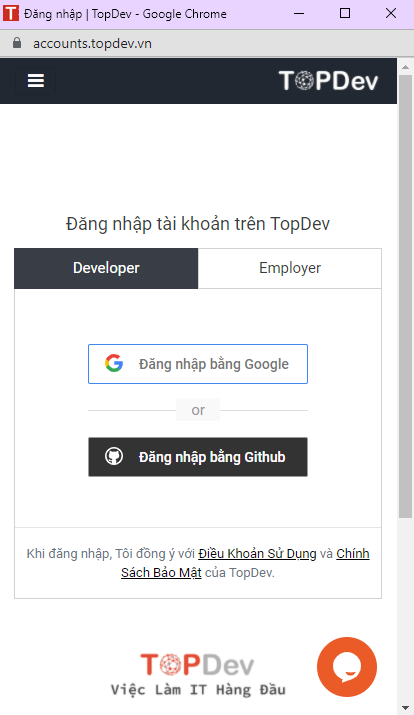 Đăng nhập | TopDev - Google Chrome
accounts.topdev.vn
TOPDev
Đăng nhập tài khoản trên TopDev
Developer
Employer
Đăng nhập bằng Google
or
Đăng nhập bằng Github
Khi đăng nhập, Tôi đồng ý với Điều Khoản Sử Dụng và Chính
Sách Bảo Mật của TopDev.
TOPDev
Việc Làm IT Hàng Đầu